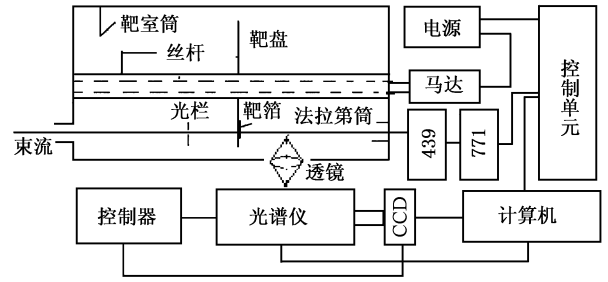 靶室筒
丝杆
靶盘
电源
马达
控制单元
光栏
靶箔
法拉第筒
束流
439
771
透镜
控制器
光谱仪
CCD
计算机